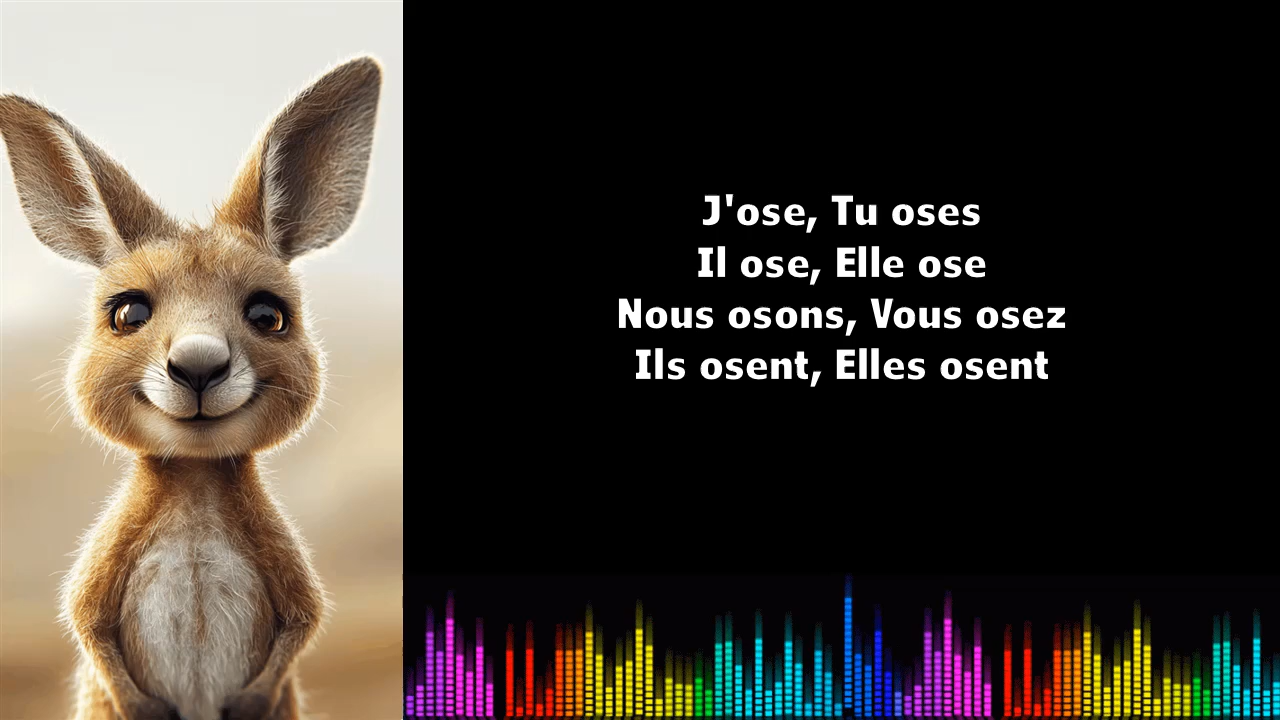 J'ose, Tu oses
Il ose, Elle ose
Nous osons, Vous osez
Ils osent, Elles osent